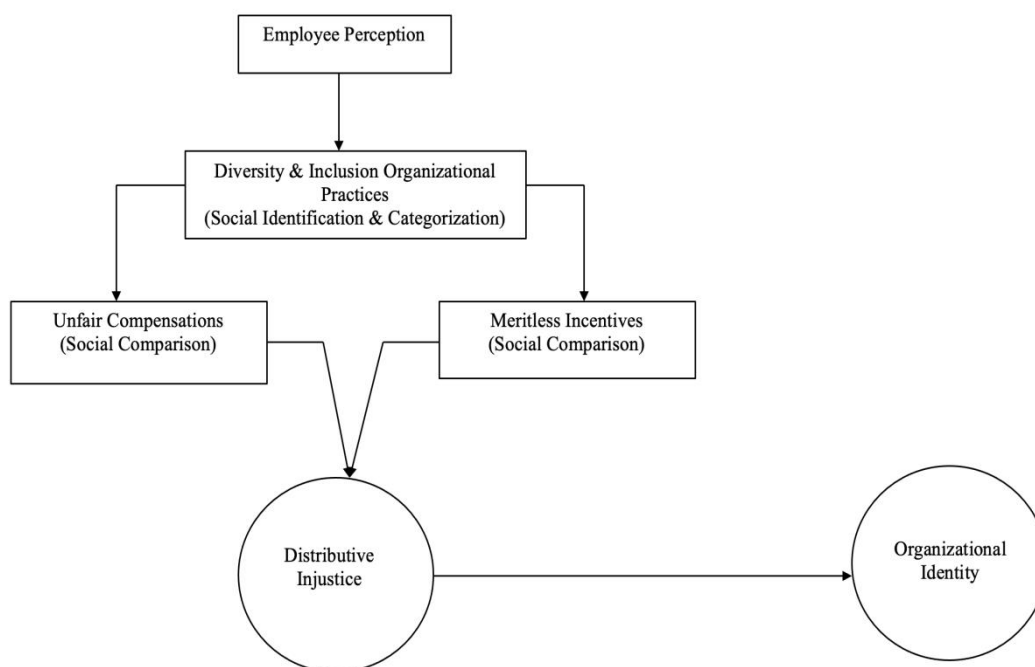 Employee Perception
Diversity & Inclusion Organizational
Practices
(Social Identification & Categorization)
Unfair Compensations
(Social Comparison)
Meritless Incentives
(Social Comparison)
Distributive
Injustice
Organizational
Identity